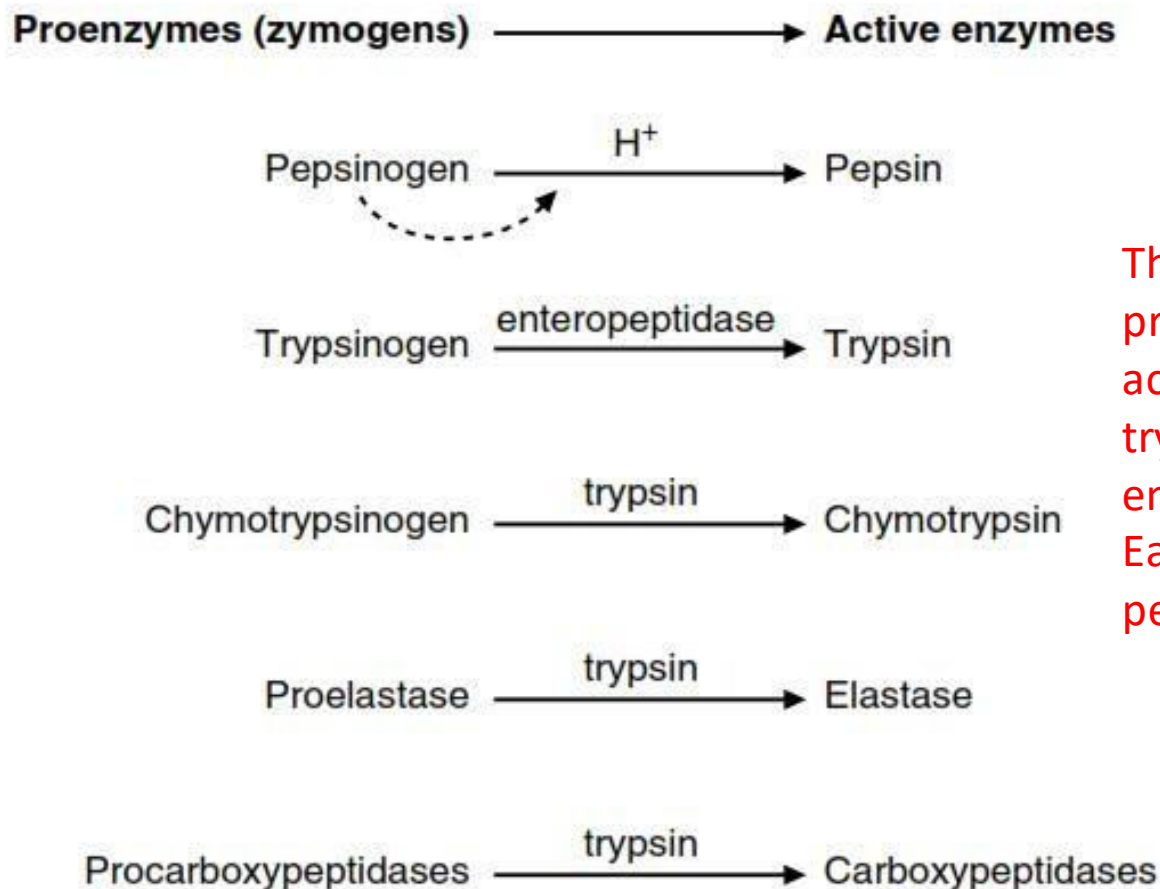 Proenzymes (zymogens) Active enzymes
H+
Pepsinogen Pepsin
enteropeptidase
Trypsinogen Trypsin
trypsin
Chymotrypsinogen Chymotrypsin
trypsin
Proelastase Elastase
trypsin
Procarboxypeptidases Carboxypeptidases